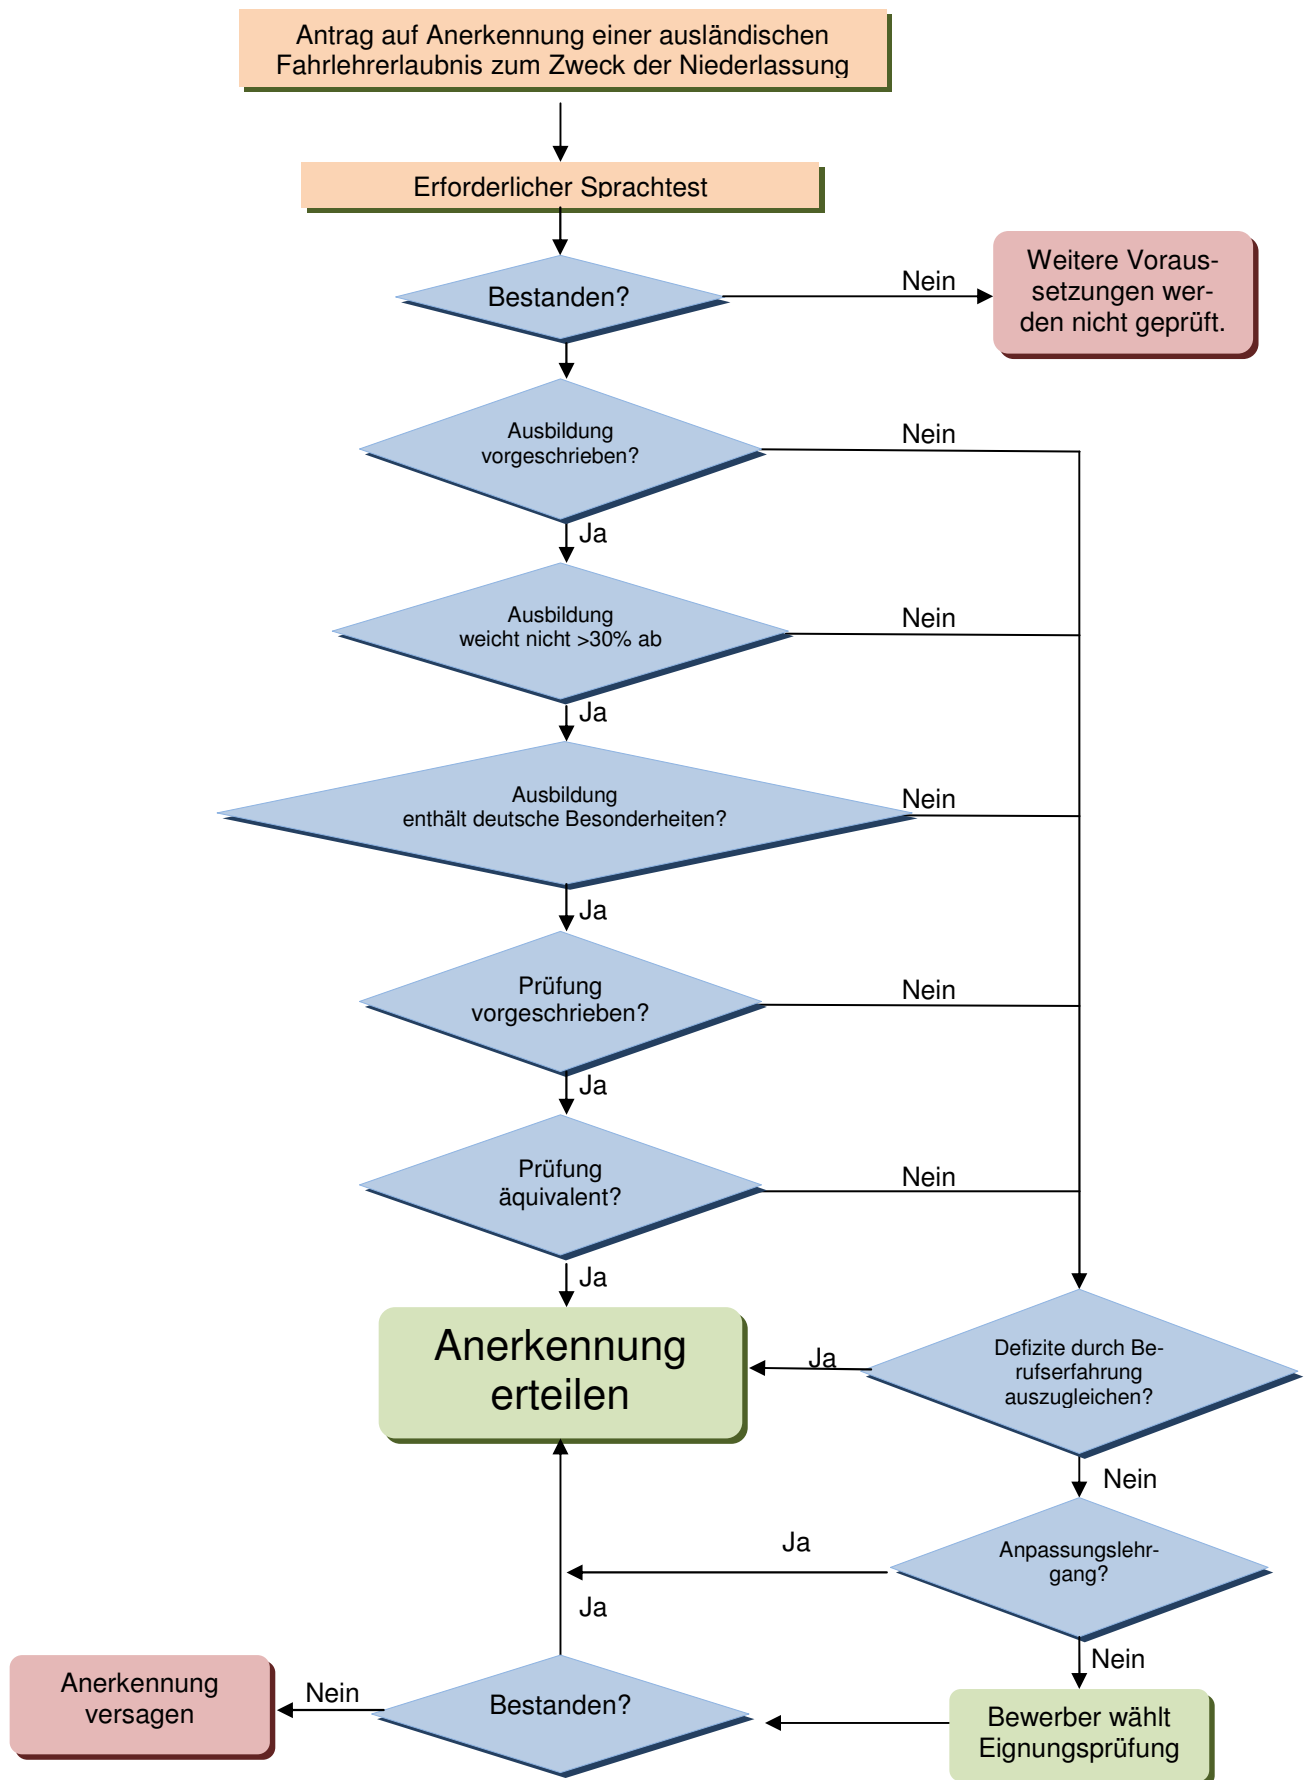 Antrag auf Anerkennung einer ausländischen
Fahrlehrerlaubnis zum Zweck der Niederlassung
Erforderlicher Sprachtest
Bestanden?
Nein
Weitere Voraus-
setzungen wer-
den nicht geprüft.
Ausbildung
vorgeschrieben?
Nein
Ja
Ausbildung
weicht nicht >30% ab
Nein
Ja
Ausbildung
enthält deutsche Besonderheiten?
Nein
Ja
Prüfung
vorgeschrieben?
Nein
Ja
Prüfung
äquivalent?
Nein
Ja
Anerkennung
erteilen
Ja
Defizite durch Be-
rufserfahrung
auszugleichen?
Nein
Ja
Anpassungslehr-
gang?
Ja
Nein
Anerkennung
versagen
Nein
Bestanden?
Bewerber wählt
Eignungsprüfung